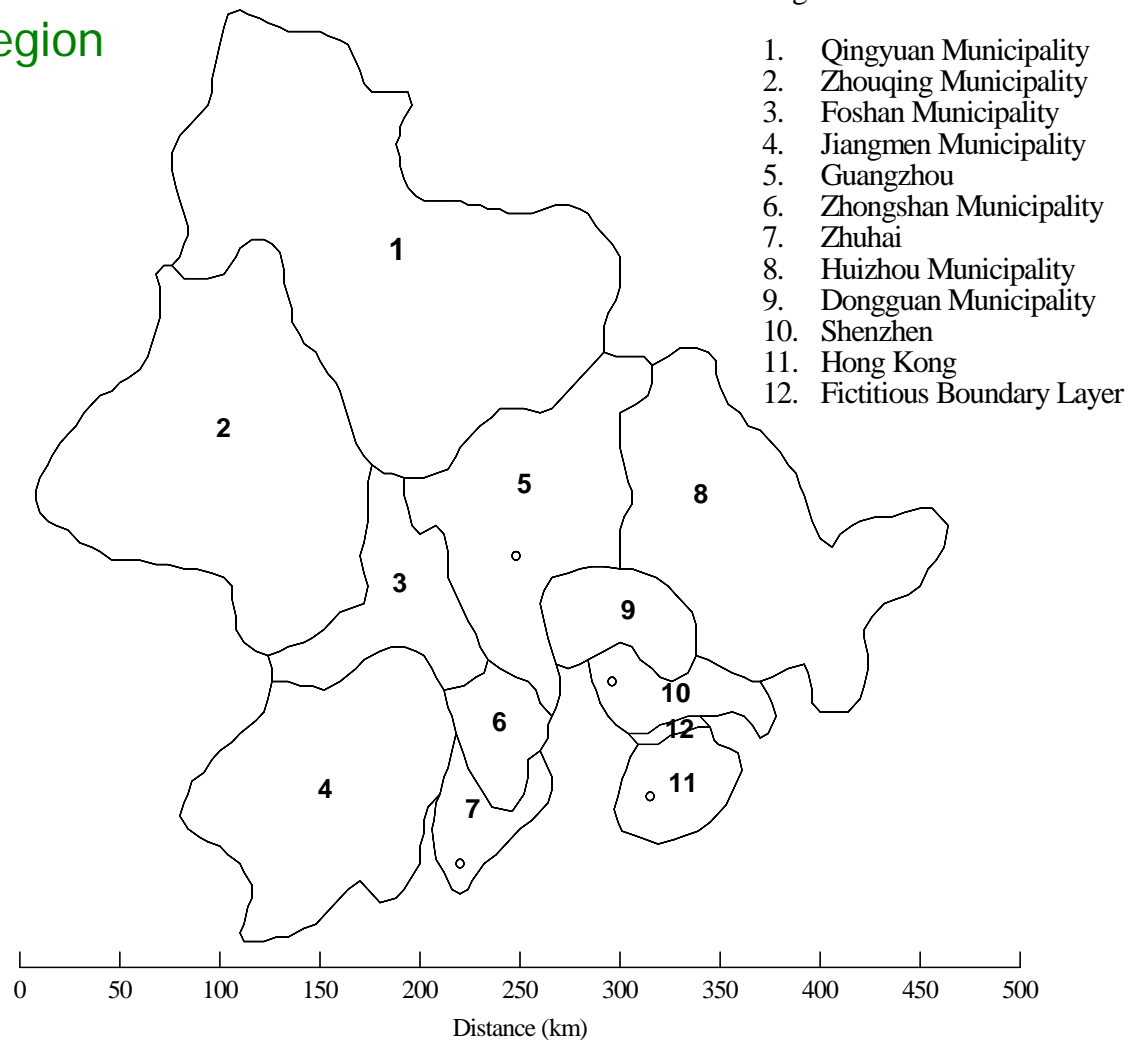 egion
1. Qingyuan Municipality
2. Zhouqing Municipality
3. Foshan Municipality
4. Jiangmen Municipality
5. Guangzhou
6. Zhongshan Municipality
7. Zhuhai
8. Huizhou Municipality
9. Dongguan Municipality
10. Shenzhen
11. Hong Kong
12. Fictitious Boundary Layer
1
2
5
8
3
9
10
6
12
11
4
7
0 50 100 150 200 250 300 350 400 450 500
Distance (km)